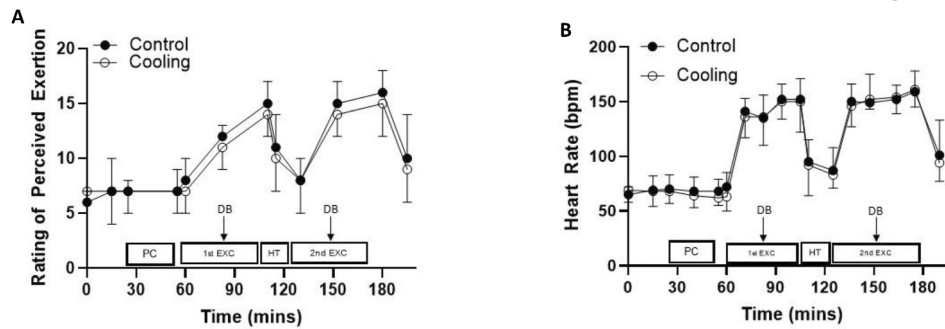 A
Control
Cooling
Rating of Perceived Exertion
20
15
10
5
0
DB
DB
PC
1st EXC
HT
2nd EXC
0
30
60
90
120
150
180
Time (mins)
B
Control
Cooling
Heart Rate (bpm)
200
150
100
50
0
DB
DB
PC
1st EXC
HT
2nd EXC
0
30
60
90
120
150
180
Time (mins)